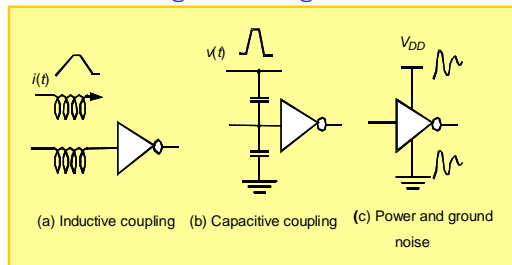 i(t)
v(t)
VDD
(a) Inductive coupling
(b) Capacitive coupling
(c) Power and ground
noise